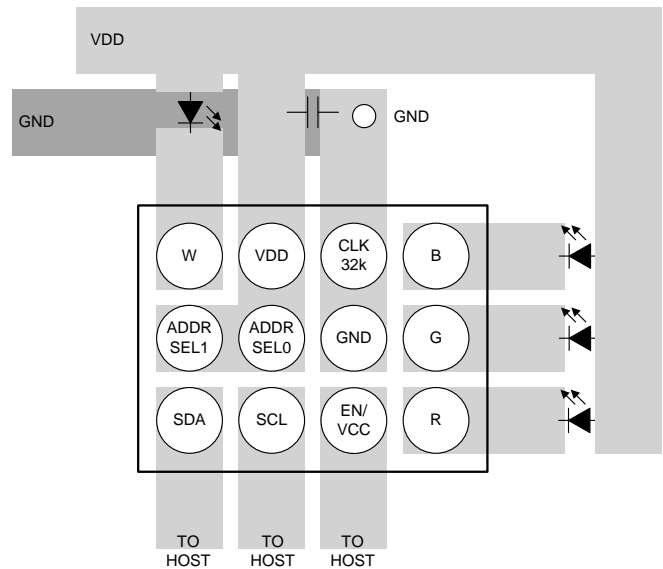 VDD
GND
GND
W
VDD
CLK
32k
B
ADDR
SEL1
ADDR
SEL0
GND
G
SDA
SCL
EN/
VCC
R
TO
HOST
TO
HOST
TO
HOST